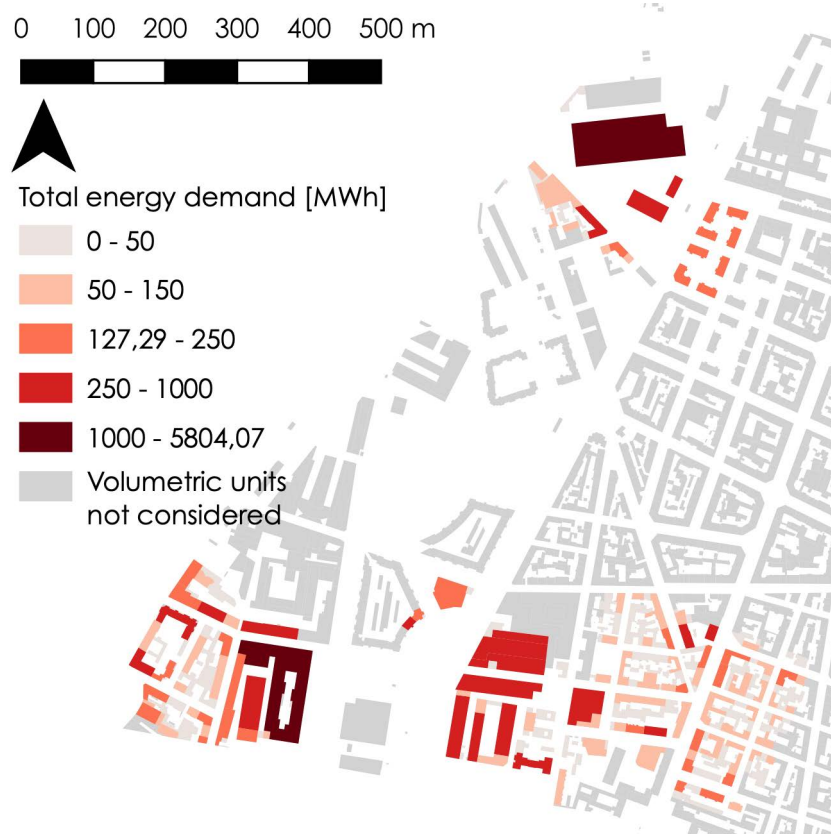 0 100 200 300 400 500 m
Total energy demand [MWh]
0 - 50
50 - 150
127,29 - 250
250 - 1000
1000 - 5804,07
Volumetric units
not considered